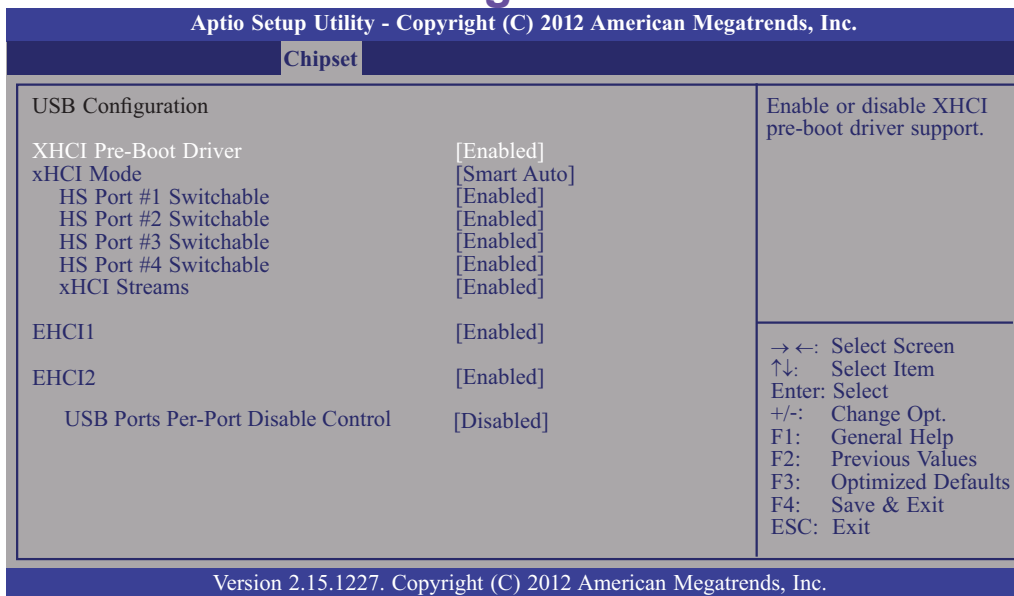 Aptio Setup Utility - Copyright (C) 2012 American Megatrends, Inc.
Chipset
USB Configuration
XHCI Pre-Boot Driver [Enabled]
xHCI Mode [Smart Auto]
HS Port #1 Switchable [Enabled]
HS Port #2 Switchable [Enabled]
HS Port #3 Switchable [Enabled]
HS Port #4 Switchable [Enabled]
xHCI Streams [Enabled]
EHCI1 [Enabled]
EHCI2 [Enabled]
USB Ports Per-Port Disable Control [Disabled]
Enable or disable XHCI
pre-boot driver support.
→ ←: Select Screen
↑↓: Select Item
Enter: Select
+/-: Change Opt.
F1: General Help
F2: Previous Values
F3: Optimized Defaults
F4: Save & Exit
ESC: Exit
Version 2.15.1227. Copyright (C) 2012 American Megatrends, Inc.